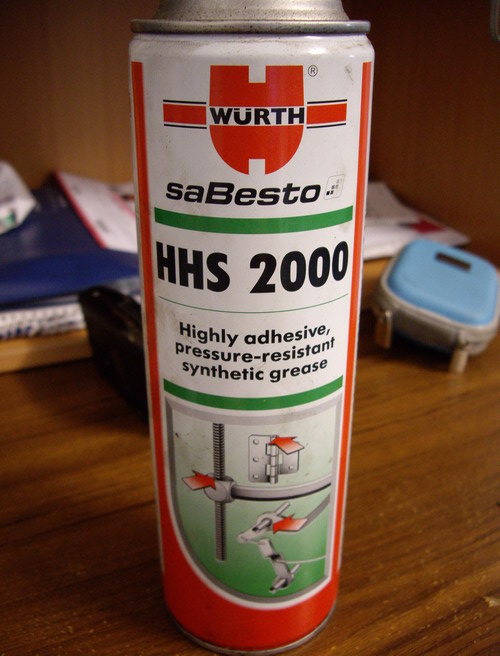 WÜRTH ®
saBesto
HHS 2000
Highly adhesive,
pressure-resistant
synthetic grease